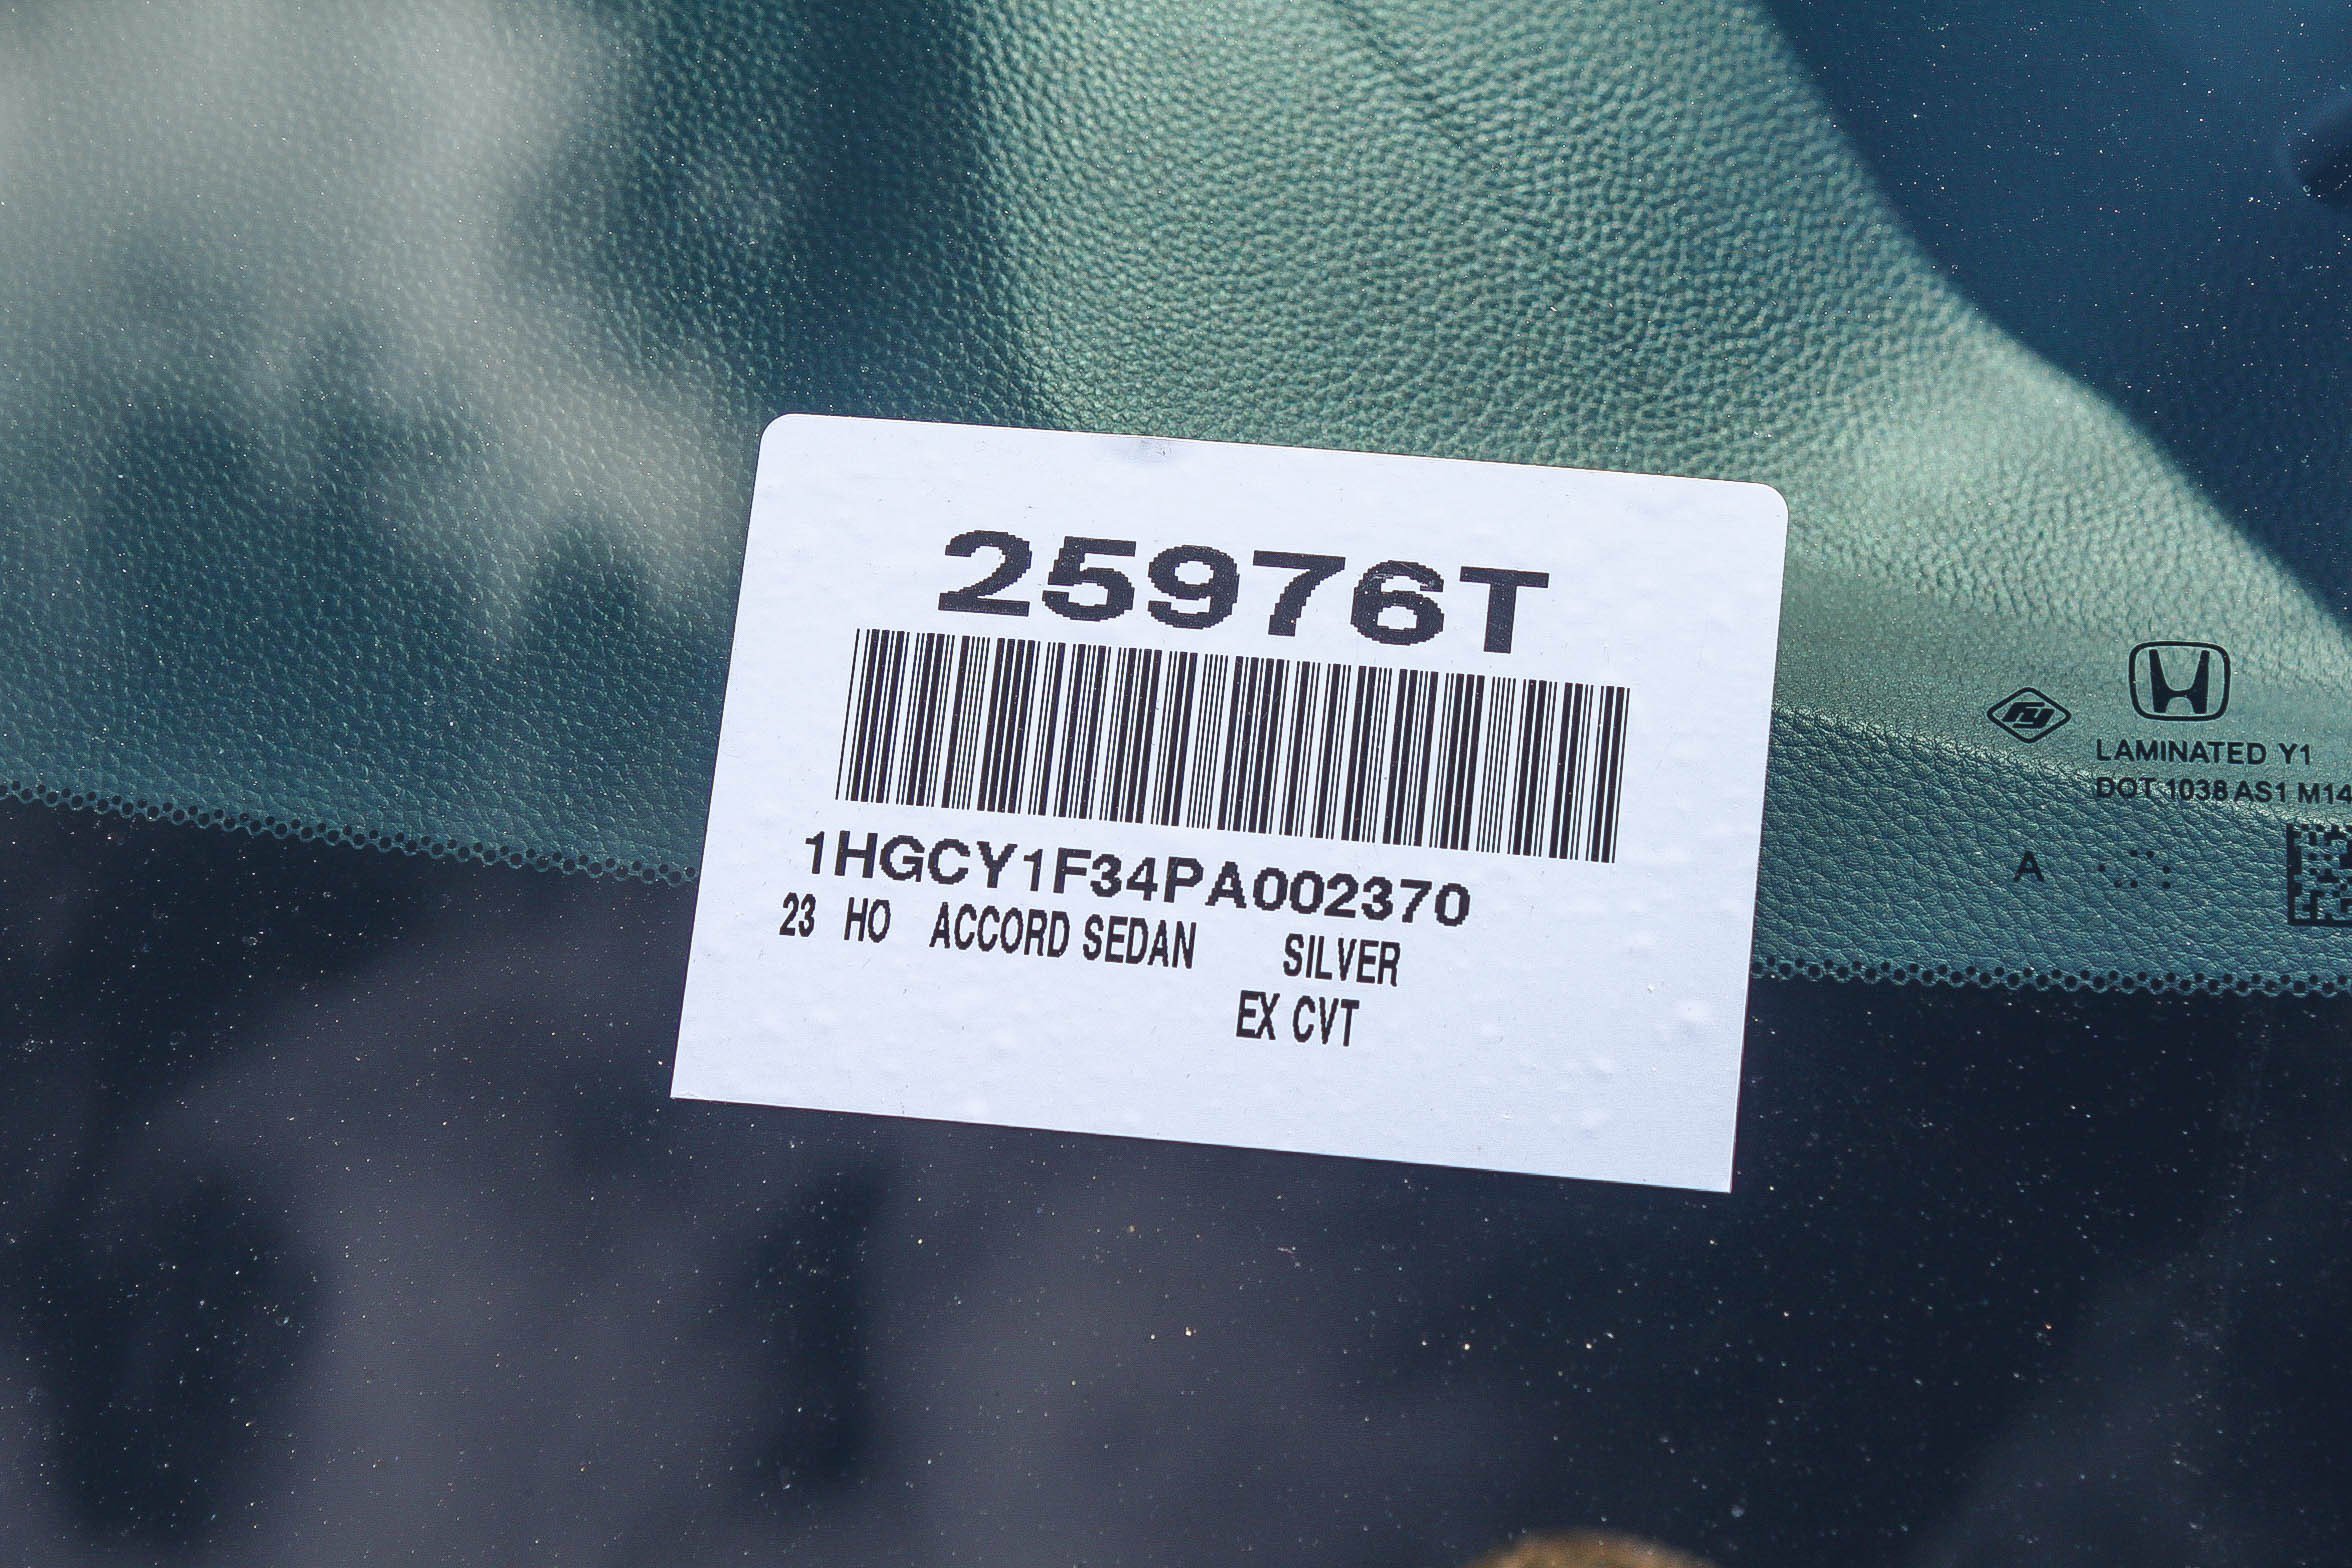 25976T
1HGCY1F34PA002370
23 HO ACCORD SEDAN SILVER
EX CVT
LAMINATED Y1
DOT 1038 AS1 M14
A